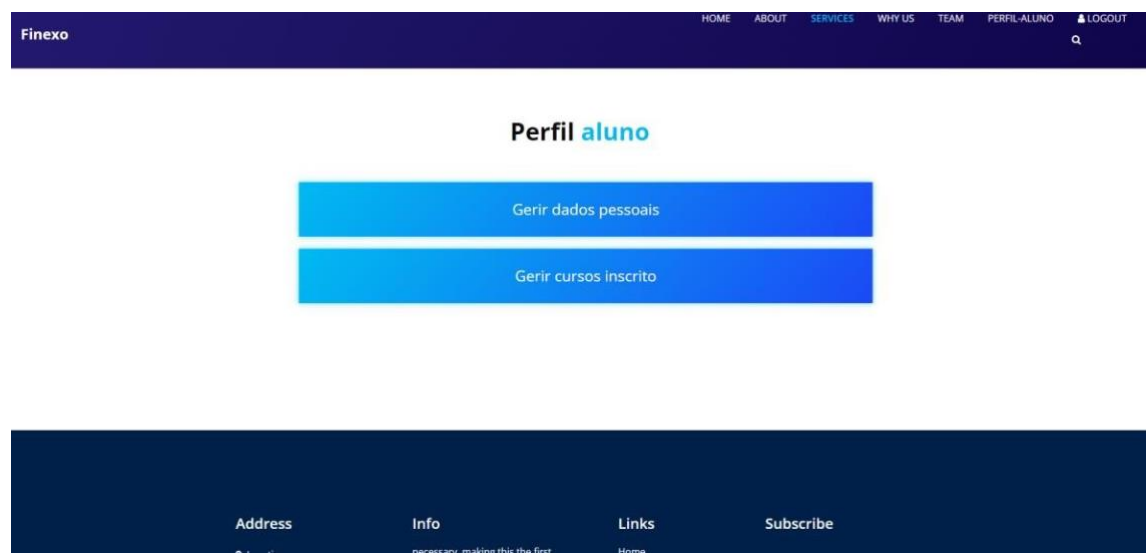 HOME ABOUT SERVICES WHY US TEAM PERFIL-ALUNO LOGOUT
Finexo
Perfil aluno
Gerir dados pessoais
Gerir cursos inscrito
Address Info Links Subscribe
necessary, making this the first Home